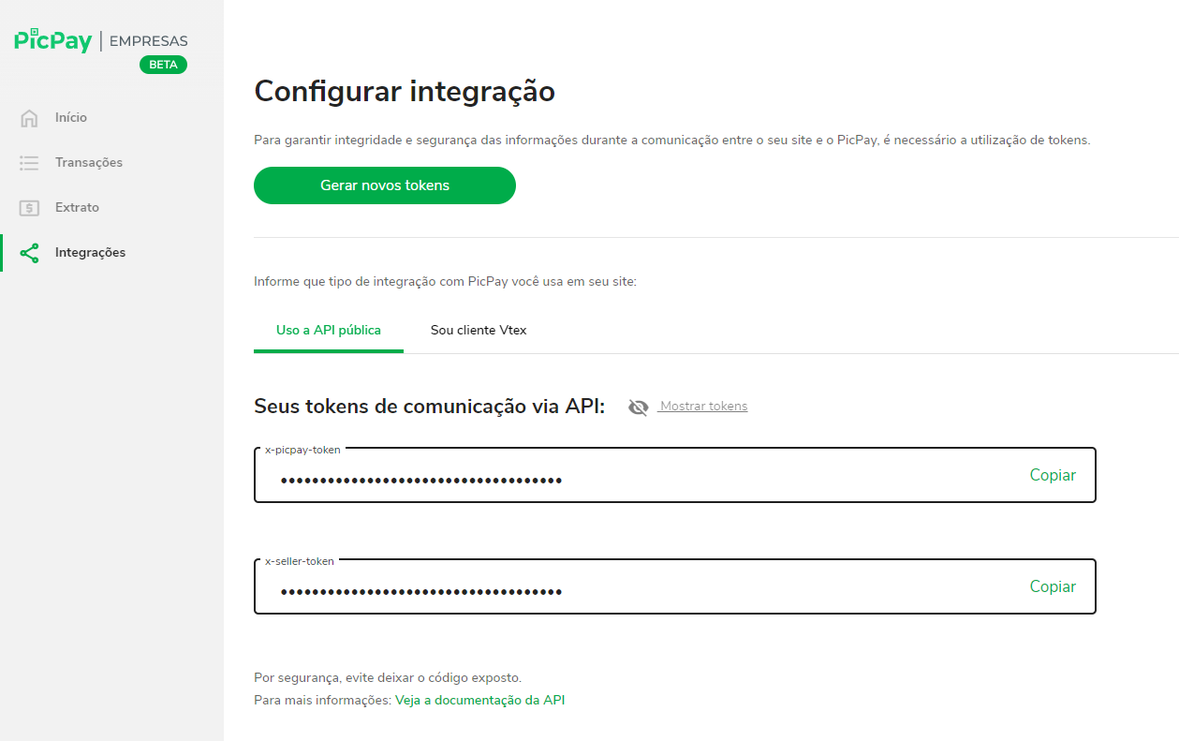 PicPay | EMPRESAS
BETA
Início
Transações
Extrato
Integrações
Configurar integração
Para garantir integridade e segurança das informações durante a comunicação entre o seu site e o PicPay, é necessário a utilização de tokens.
Gerar novos tokens
Informe que tipo de integração com PicPay você usa em seu site:
Uso a API pública Sou cliente Vtex
Seus tokens de comunicação via API: Mostrar tokens
x-picpay-token
•••••••••••••••••••••••••••••••••••• Copiar
x-seller-token
•••••••••••••••••••••••••••••••••••• Copiar
Por segurança, evite deixar o código exposto.
Para mais informações: Veja a documentação da API